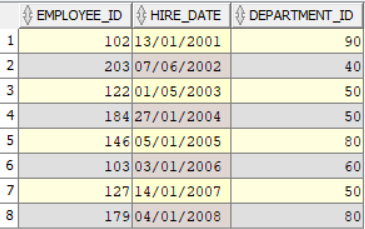 EMPLOYEE_ID HIRE_DATE DEPARTMENT_ID
1 102 13/01/2001 90
2 203 07/06/2002 40
3 122 01/05/2003 50
4 184 27/01/2004 50
5 146 05/01/2005 80
6 103 03/01/2006 60
7 127 14/01/2007 50
8 179 04/01/2008 80